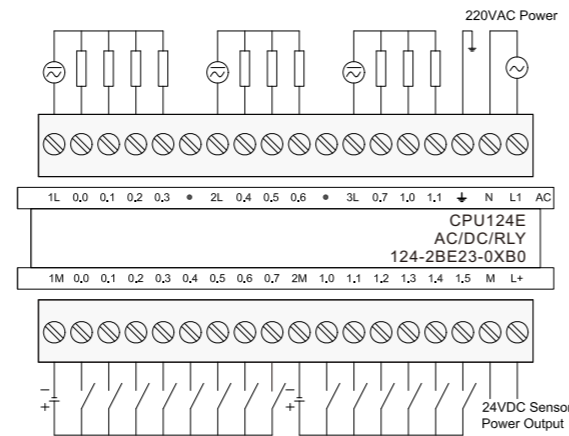 220VAC Power
1L 0.0 0.1 0.2 0.3 • 2L 0.4 0.5 0.6 • 3L 0.7 1.0 1.1 N L1 AC
CPU124E
AC/DC/RLY
124-2BE23-0XB0
1M 0.0 0.1 0.2 0.3 0.4 0.5 0.6 0.7 2M 1.0 1.1 1.2 1.3 1.4 1.5 M L+
24VDC Sensor
Power Output